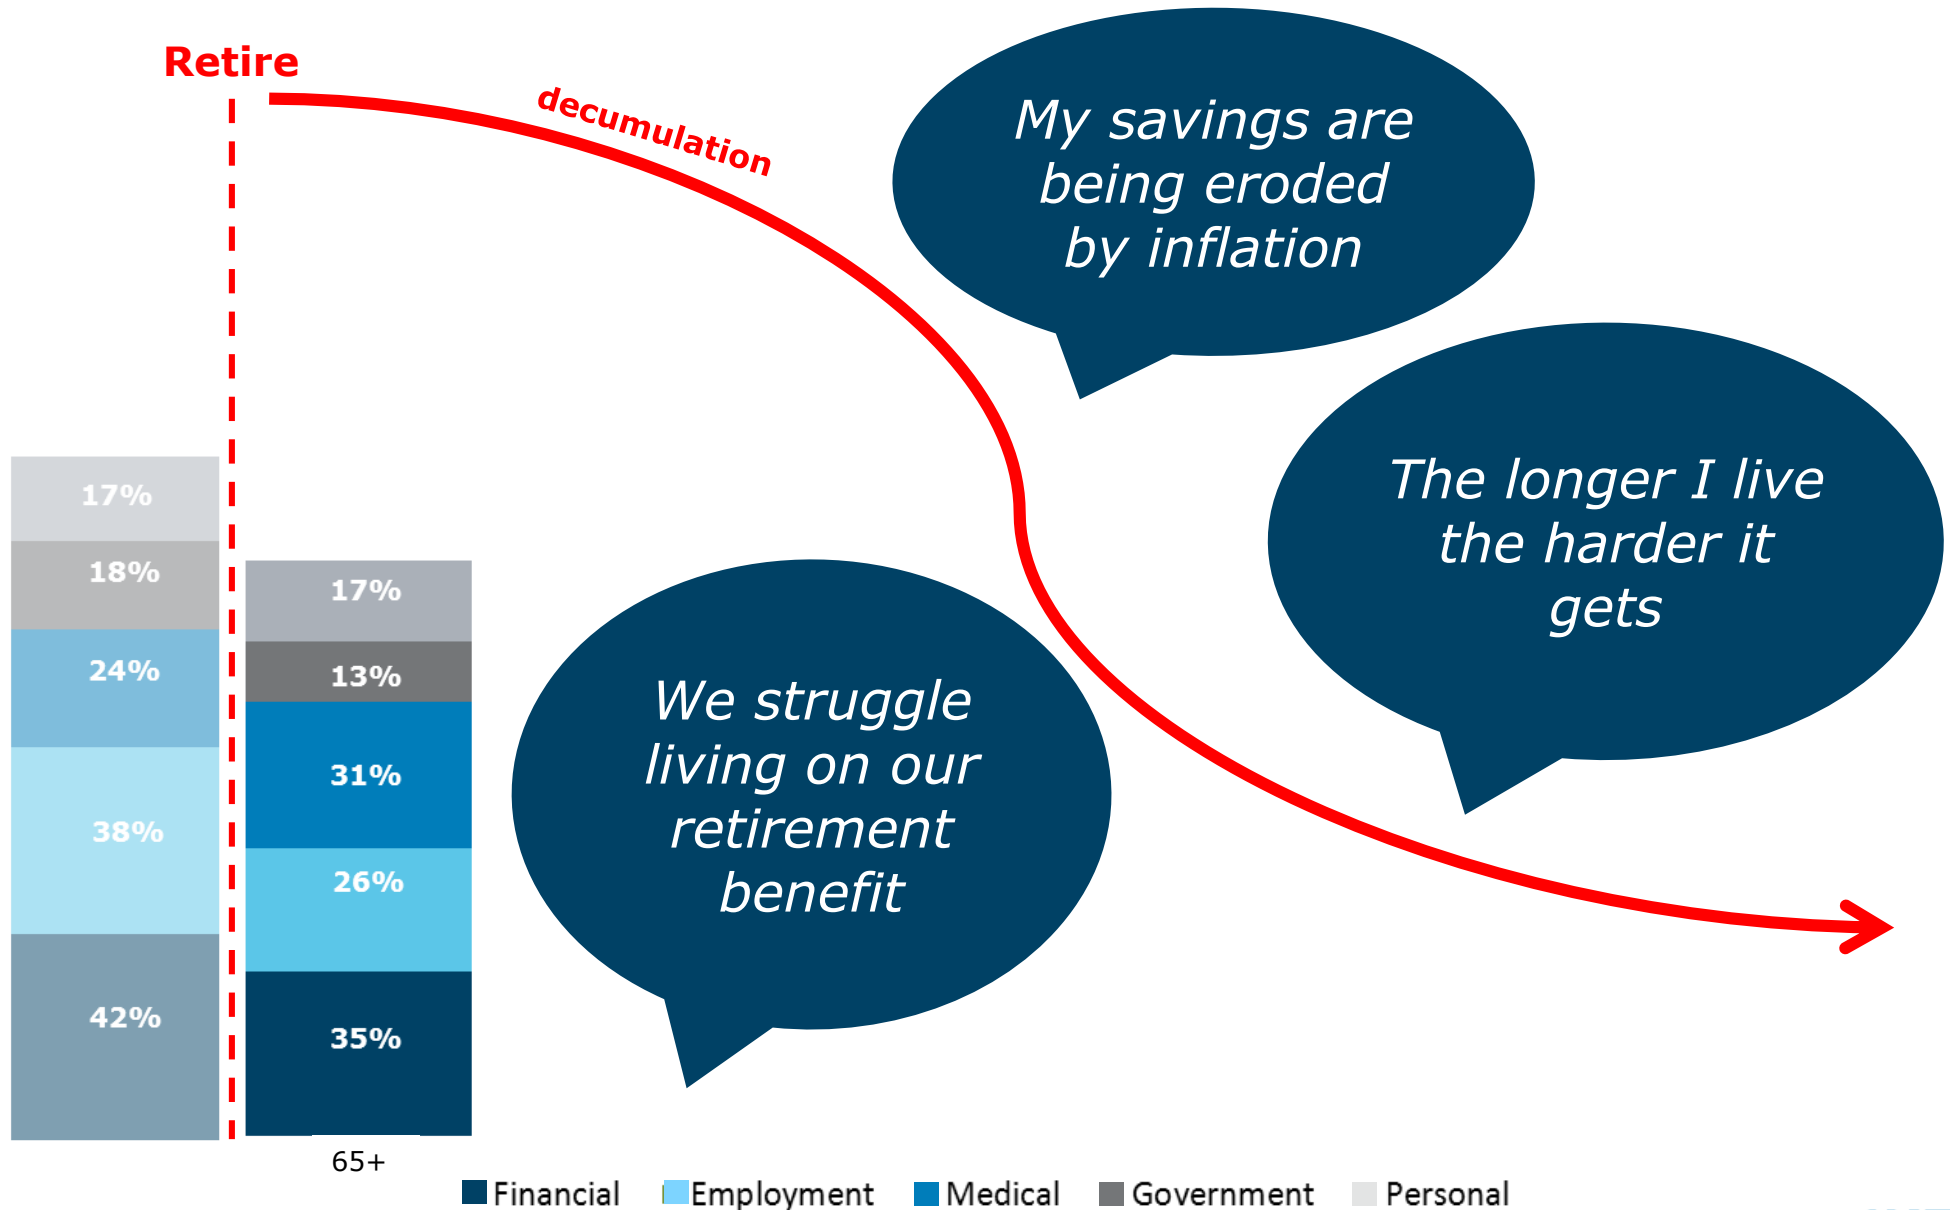 Retire
decumulation
My savings are
being eroded
by inflation
The longer I live
the harder it
gets
We struggle
living on our
retirement
benefit
17%
18%
24%
38%
42%
17%
13%
31%
26%
35%
65+
Financial
Employment
Medical
Government
Personal